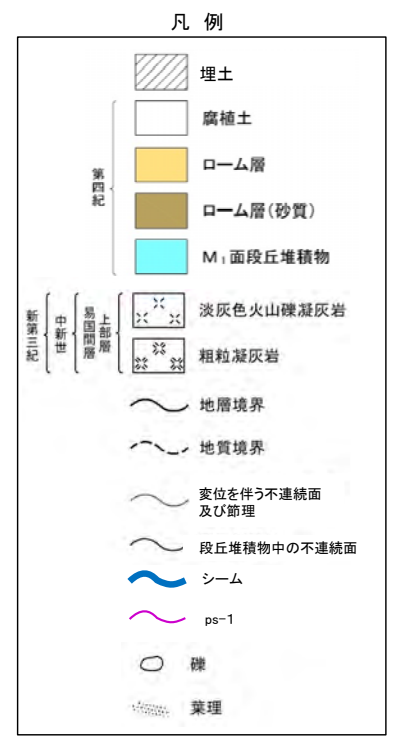 凡 例
埋土
腐植土
第四紀
ローム層
ローム層(砂質)
M₁面段丘堆積物
新第三紀
中新世
易国間層
上部層
淡灰色火山礫凝灰岩
粗粒凝灰岩
地層境界
地質境界
変位を伴う不連続面
及び節理
段丘堆積物中の不連続面
シーム
ps-1
礫
葉理